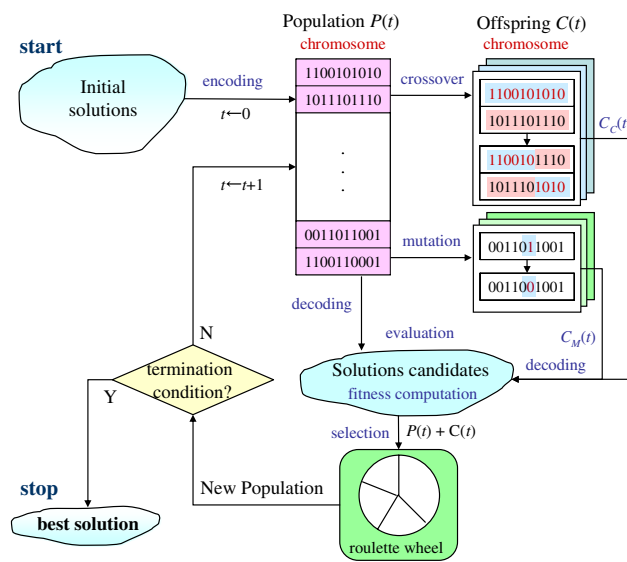 Population P(t)
Offspring C(t)
start
chromosome
chromosome
Initial
solutions
encoding
t←0
1100101010
1011101110
crossover
1100101010
1011101110
1100101110
1011101010
C_C(t
t←t+1
.
.
.
0011011001
1100110001
mutation
0011011001
0011001001
decoding
evaluation
C_M(t)
decoding
N
termination
condition?
Y
Solutions candidates
fitness computation
selection
P(t) + C(t)
stop
New Population
best solution
roulette wheel